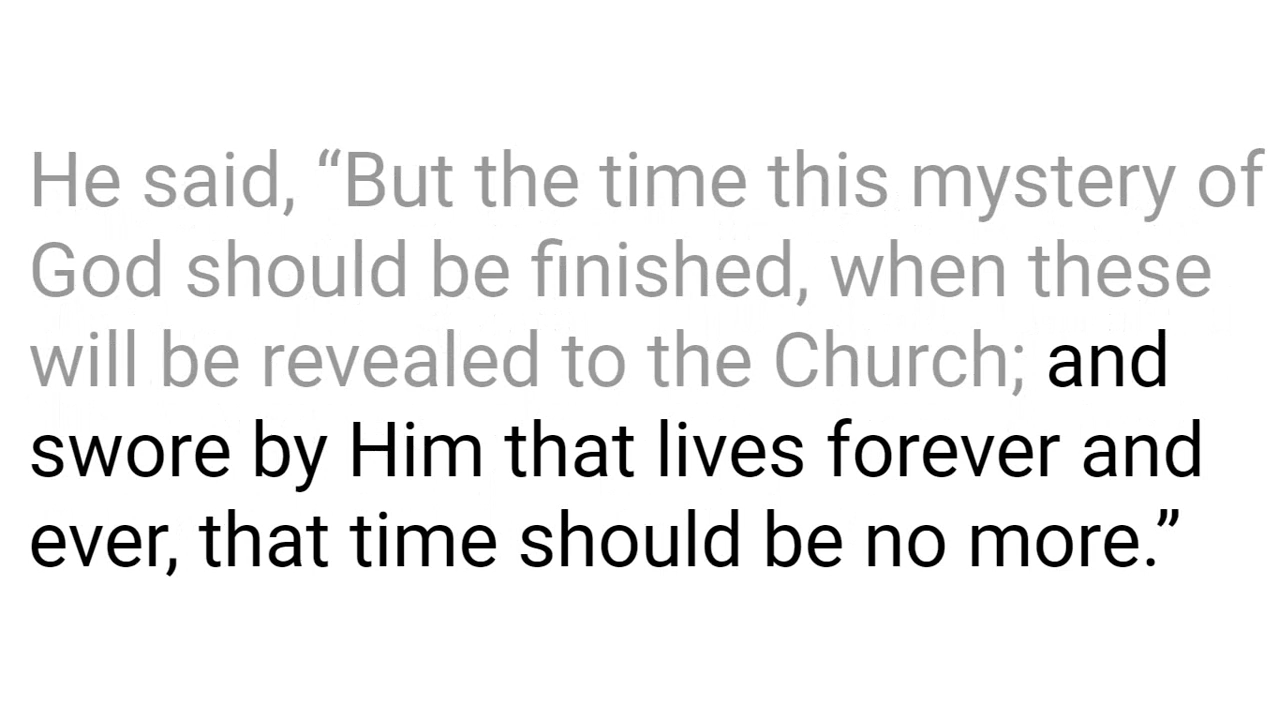 He said, “But the time this mystery of
God should be finished, when these
will be revealed to the Church; and
swore by Him that lives forever and
ever, that time should be no more.”